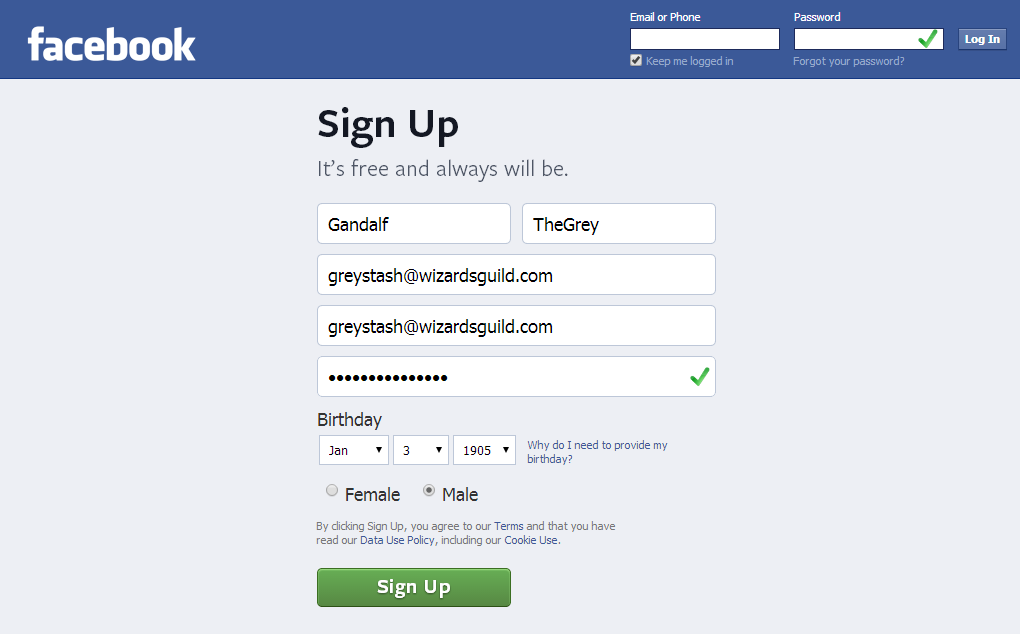 facebook
Email or Phone
Password
Log In
Keep me logged in
Forgot your password?
Sign Up
It's free and always will be.
Gandalf
TheGrey
greystash@wizardsguild.com
greystash@wizardsguild.com
•••••••••••••••
Birthday
Jan
3
1905
Why do I need to provide my
birthday?
Female
Male
By clicking Sign Up, you agree to our Terms and that you have
read our Data Use Policy, including our Cookie Use.
Sign Up